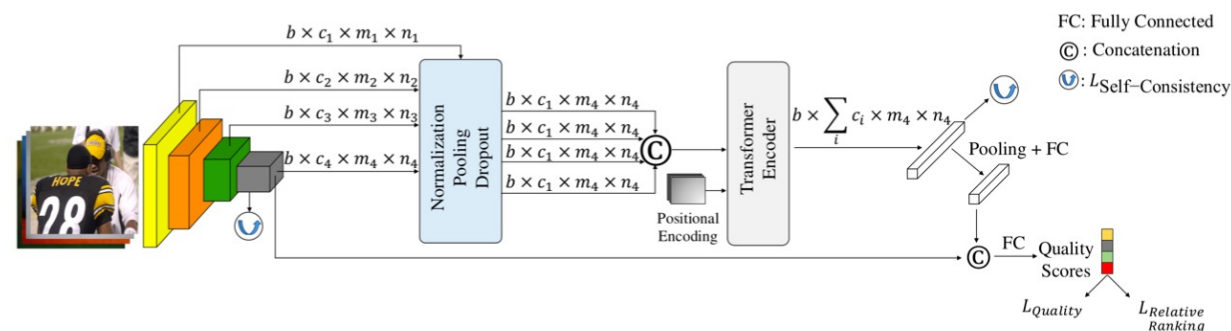 FC: Fully Connected
C : Concatenation
: L_Self−Consistency
b × c₁ × m₁ × n₁
b × c₂ × m₂ × n₂
b × c₃ × m₃ × n₃
b × c₄ × m₄ × n₄
HOPE
28
Normalization
Pooling
Dropout
b × c₁ × m₄ × n₄
b × c₁ × m₄ × n₄
b × c₁ × m₄ × n₄
b × c₁ × m₄ × n₄
C
Positional
Encoding
Transformer
Encoder
b × ∑ᵢ cᵢ × m₄ × n₄
Pooling + FC
C
FC
Quality
Scores
L_Quality
L_Relative
Ranking